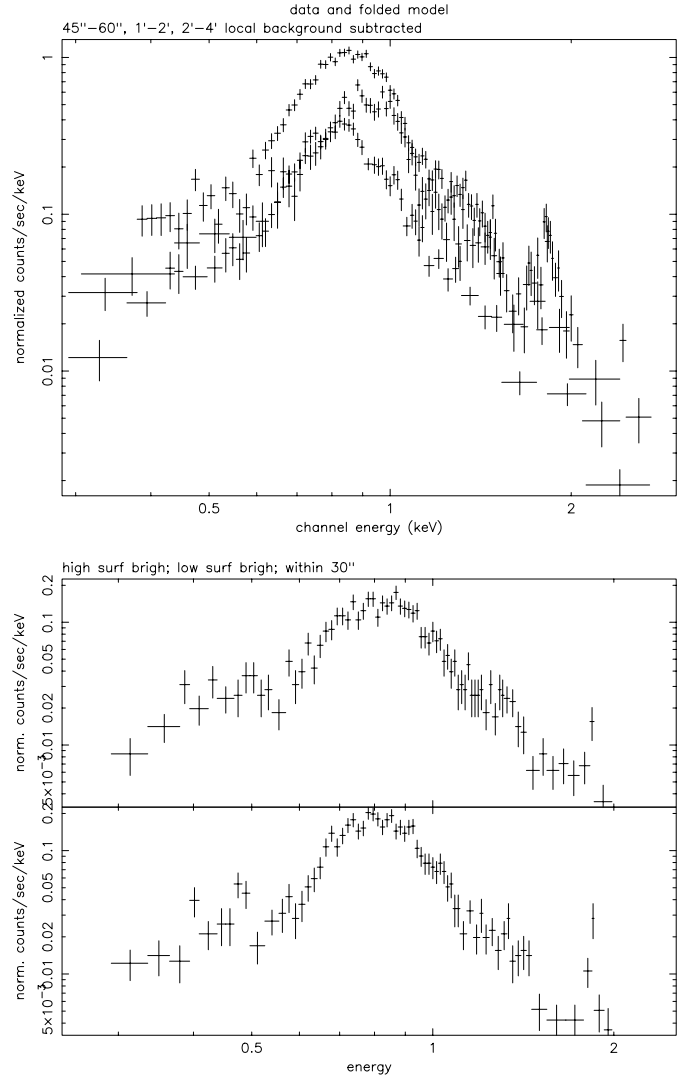 data and folded model
45"−60", 1'−2', 2'−4' local background subtracted
normalized counts/sec/keV
1
0.1
0.01
0.5 1 2
channel energy (keV)
high surf brigh; low surf brigh; within 30"
norm. counts/sec/keV
0.2
0.1
0.05
0.02
0.01
5×10⁻³
norm. counts/sec/keV
0.2
0.1
0.05
0.02
0.01
5×10⁻³
0.5 1 2
energy